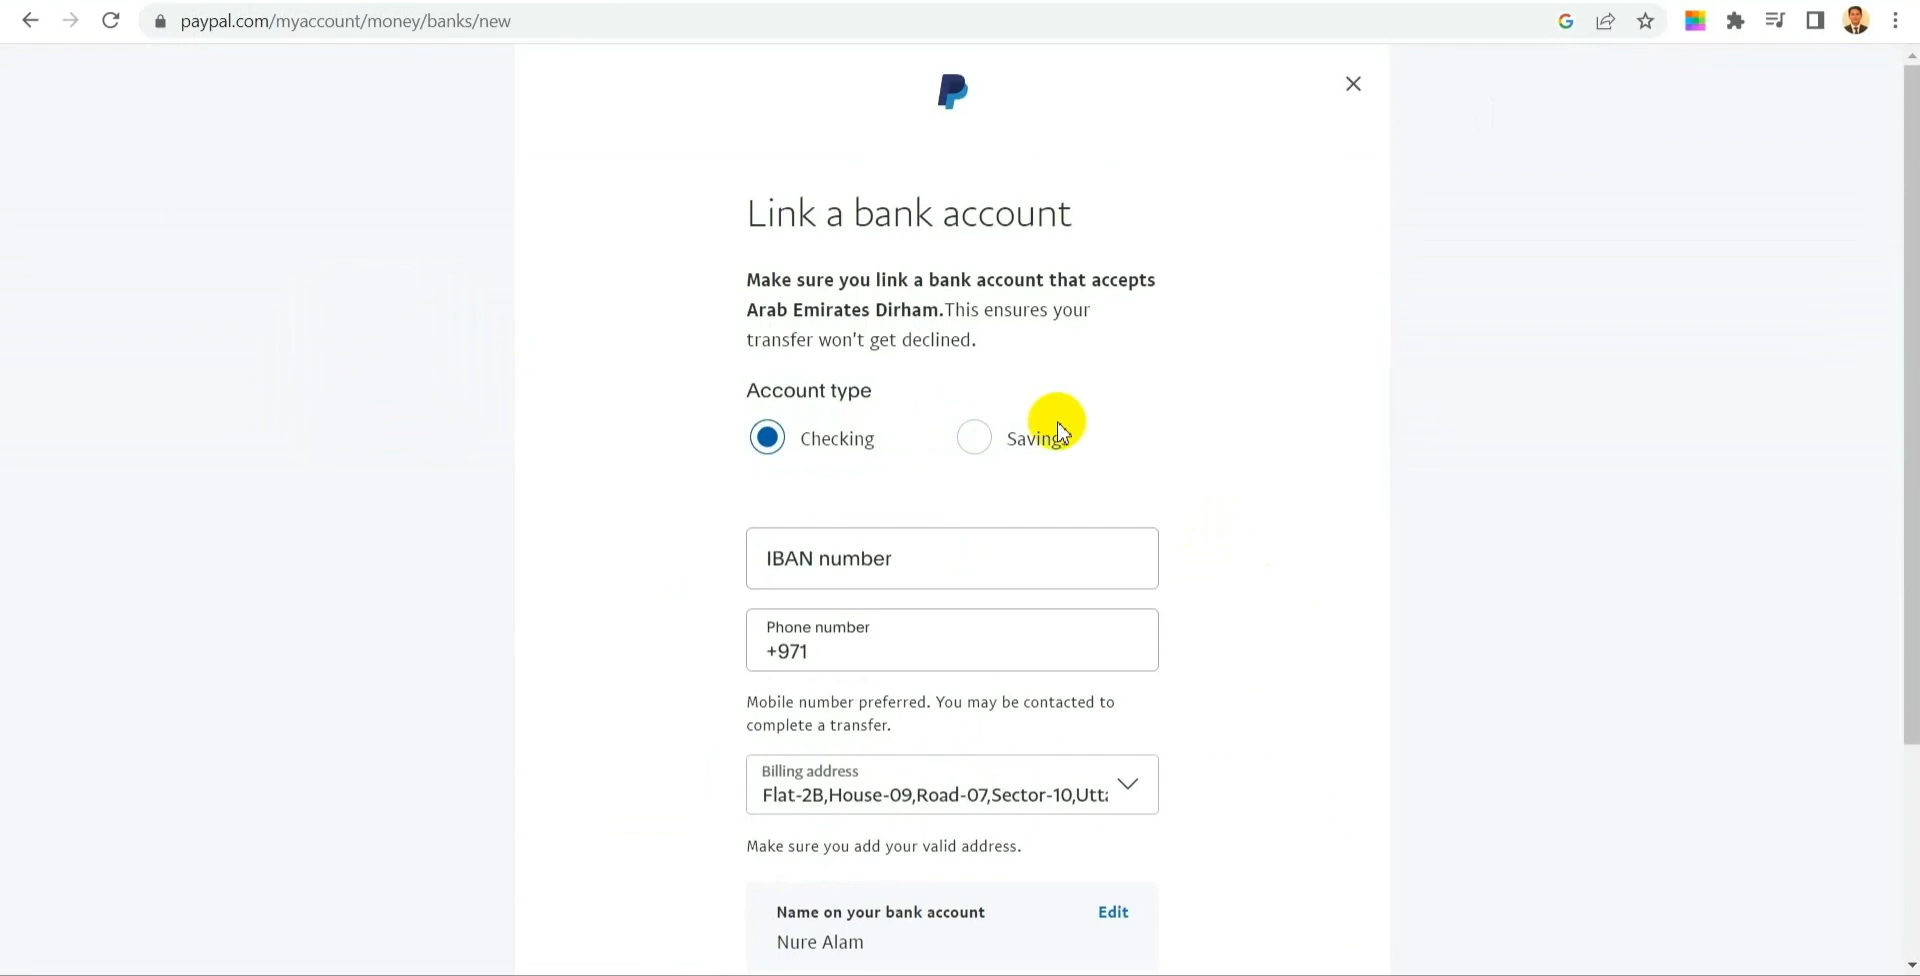 paypal.com/myaccount/money/banks/new
Link a bank account
Make sure you link a bank account that accepts
Arab Emirates Dirham.This ensures your
transfer won't get declined.
Account type
Checking
Savings
IBAN number
Phone number
+971
Mobile number preferred. You may be contacted to
complete a transfer.
Billing address
Flat-2B,House-09,Road-07,Sector-10,Utta
Make sure you add your valid address.
Name on your bank account
Edit
Nure Alam